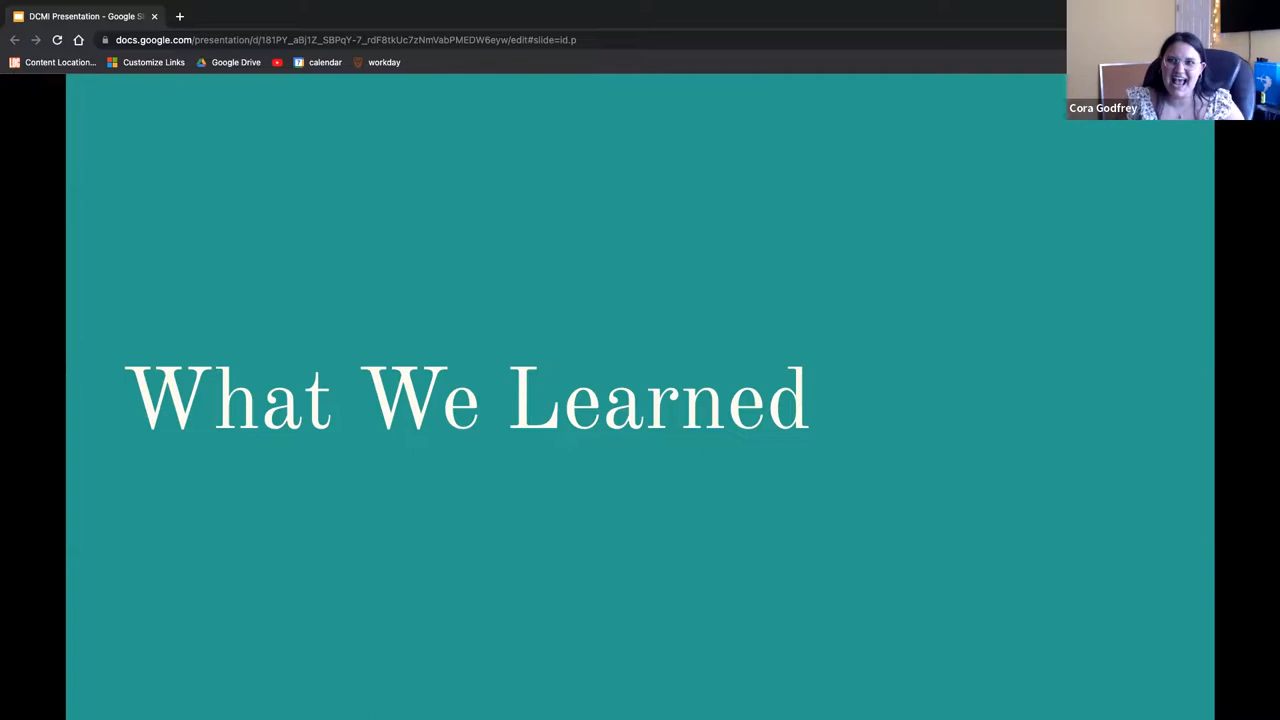 DCMI Presentation - Google Sl
docs.google.com/presentation/d/181PY_aBj1Z_SBPqY-7_rdF8tkUc7zNmVabPMEDW6eyw/edit#slide=id.p
Content Location... Customize Links Google Drive calendar workday
Cora Godfrey
What We Learned